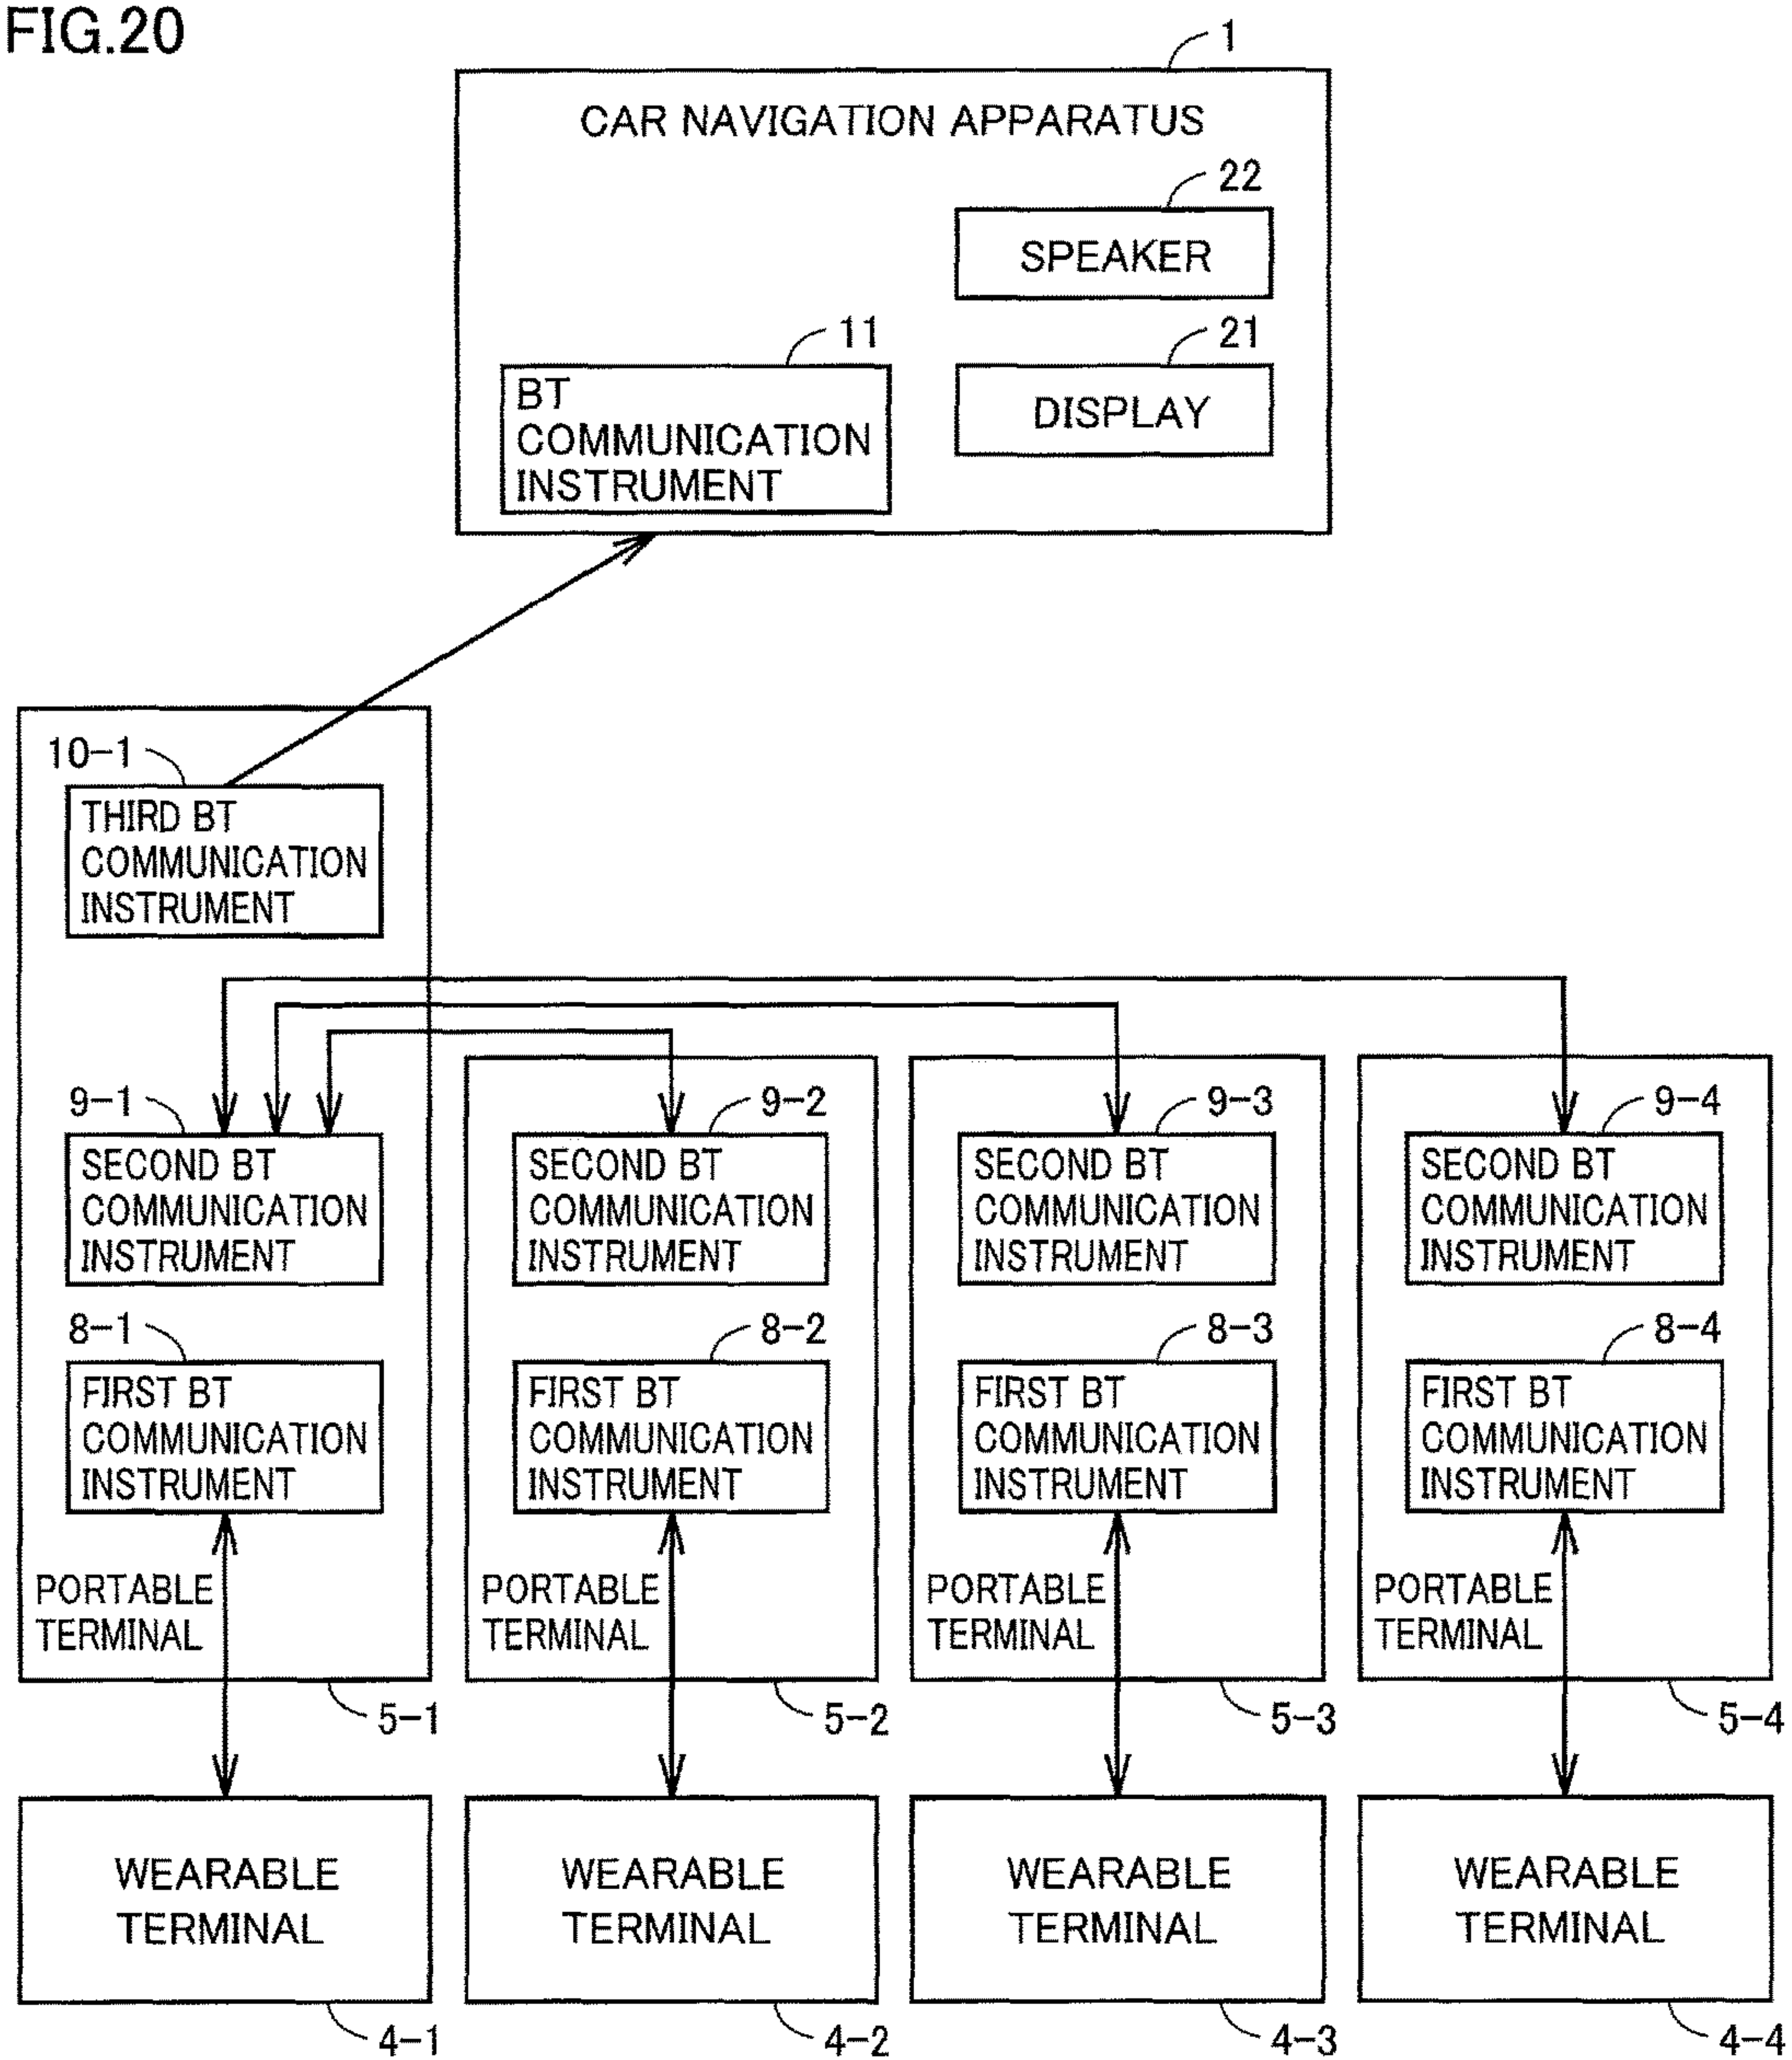 FIG.20
1
CAR NAVIGATION APPARATUS
22
SPEAKER
11
21
BT
COMMUNICATION
INSTRUMENT
DISPLAY
10-1
THIRD BT
COMMUNICATION
INSTRUMENT
9-1
SECOND BT
COMMUNICATION
INSTRUMENT
9-2
SECOND BT
COMMUNICATION
INSTRUMENT
9-3
SECOND BT
COMMUNICATION
INSTRUMENT
9-4
SECOND BT
COMMUNICATION
INSTRUMENT
8-1
FIRST BT
COMMUNICATION
INSTRUMENT
8-2
FIRST BT
COMMUNICATION
INSTRUMENT
8-3
FIRST BT
COMMUNICATION
INSTRUMENT
8-4
FIRST BT
COMMUNICATION
INSTRUMENT
PORTABLE
TERMINAL
PORTABLE
TERMINAL
PORTABLE
TERMINAL
PORTABLE
TERMINAL
5-1
5-2
5-3
5-4
WEARABLE
TERMINAL
WEARABLE
TERMINAL
WEARABLE
TERMINAL
WEARABLE
TERMINAL
4-1
4-2
4-3
4-4